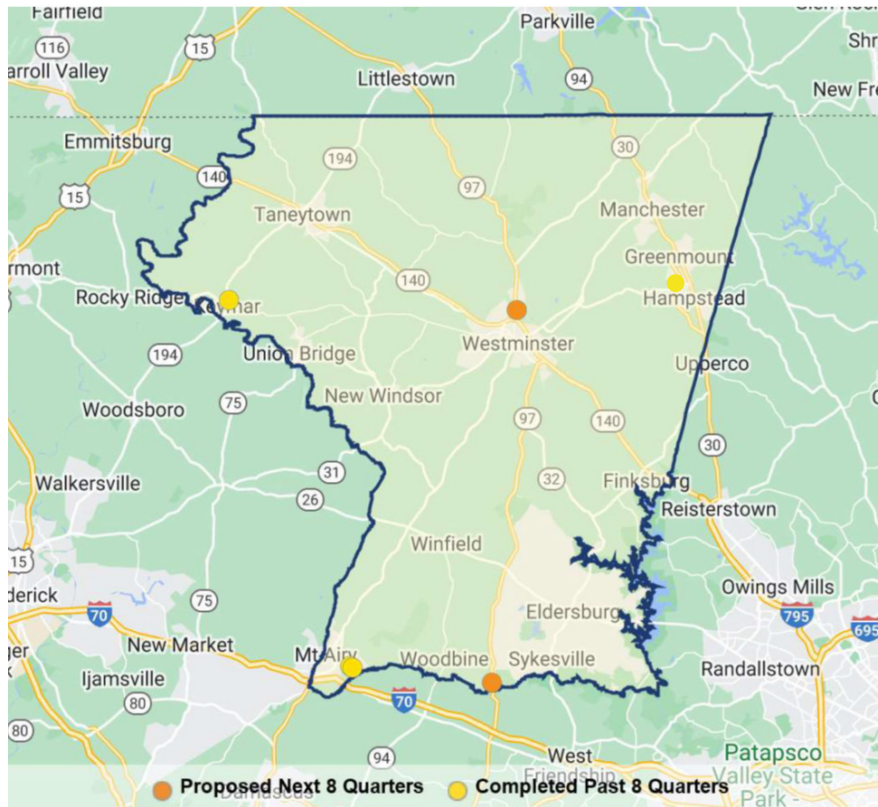 Fairfield
Parkville
116
15
Carroll Valley
Littlestown
94
New Fre
Emmitsburg
194
30
140
97
15
Taneytown
Manchester
Greenmount
rmont
140
Rocky Ridge
Keymar
Hampstead
Westminster
Union Bridge
194
Upperco
75
New Windsor
Woodsboro
97
140
30
31
32
Walkersville
26
Finksburg
Reisterstown
Winfield
15
Owings Mills
derick
75
70
Eldersburg
795
695
New Market
Mt Airy
Woodbine
Sykesville
Ijamsville
Randallstown
80
70
80
94
West
Friendship
Patapsco
Valley State
Park
Damascus
Proposed Next 8 Quarters
Completed Past 8 Quarters